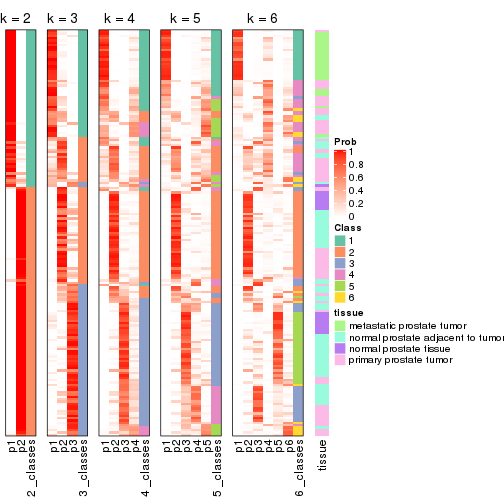 k = 2
k = 3
k = 4
k = 5
k = 6
p1
p2
2_classes
p1
p2
p3
3_classes
p1
p2
p3
p4
4_classes
p1
p2
p3
p4
p5
5_classes
p1
p2
p3
p4
p5
p6
6_classes
tissue
Prob
1
0.8
0.6
0.4
0.2
0
Class
1
2
3
4
5
6
tissue
metastatic prostate tumor
normal prostate adjacent to tumor
normal prostate tissue
primary prostate tumor